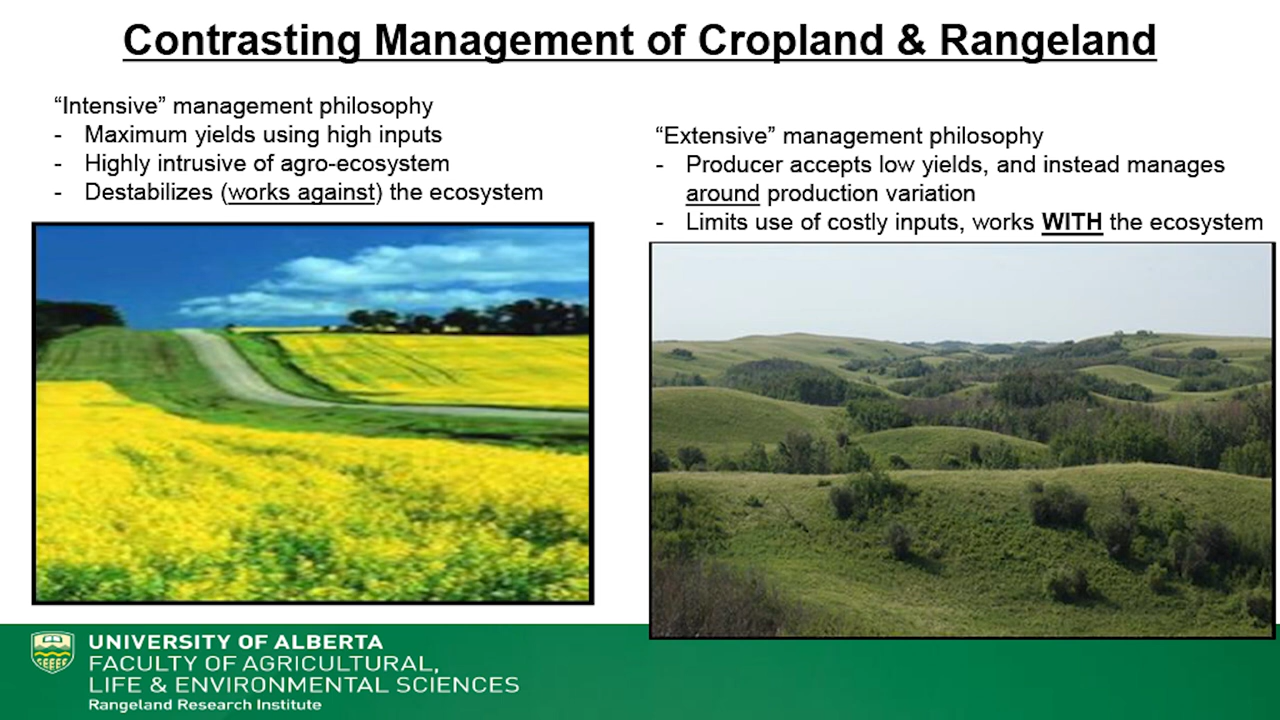 Contrasting Management of Cropland & Rangeland
“Intensive” management philosophy
- Maximum yields using high inputs
- Highly intrusive of agro-ecosystem
- Destabilizes (works against) the ecosystem
“Extensive” management philosophy
- Producer accepts low yields, and instead manages
around production variation
- Limits use of costly inputs, works WITH the ecosystem
UNIVERSITY OF ALBERTA
FACULTY OF AGRICULTURAL,
LIFE & ENVIRONMENTAL SCIENCES
Rangeland Research Institute